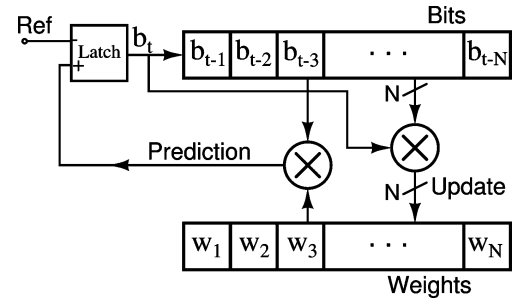 Ref
Bits
Latch
b_t
b_{t-1} b_{t-2} b_{t-3} · · · b_{t-N}
N
Prediction
N Update
w_1 w_2 w_3 · · · w_N
Weights